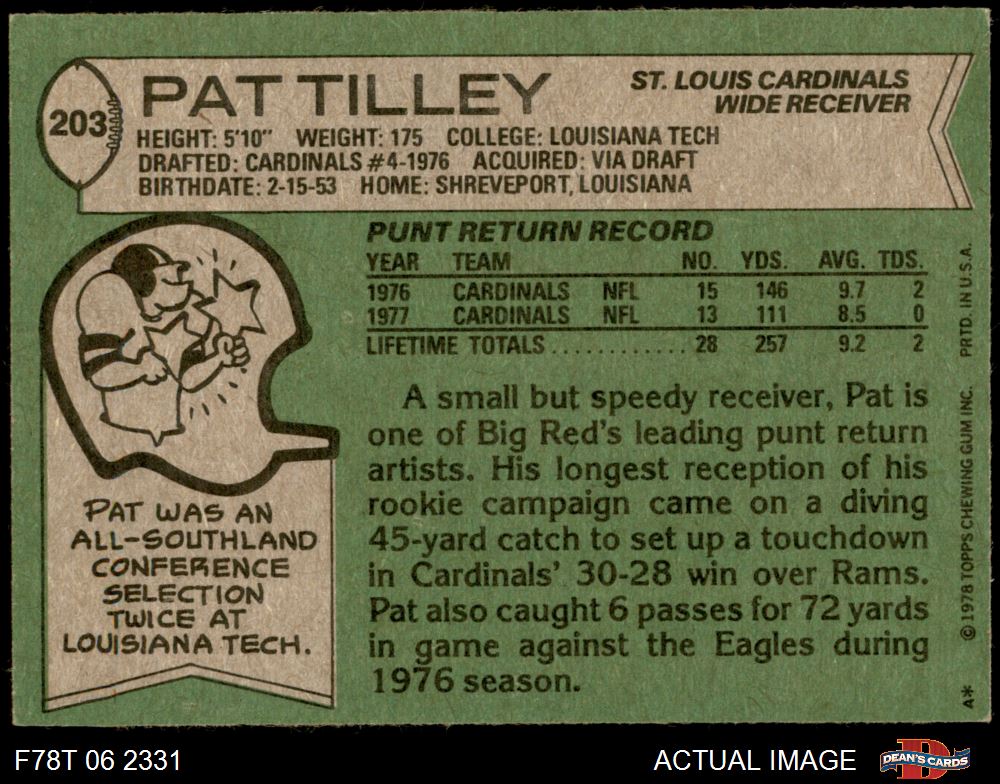 203
PAT TILLEY
ST. LOUIS CARDINALS
WIDE RECEIVER
HEIGHT: 5'10" WEIGHT: 175 COLLEGE: LOUISIANA TECH
DRAFTED: CARDINALS #4-1976 ACQUIRED: VIA DRAFT
BIRTHDATE: 2-15-53 HOME: SHREVEPORT, LOUISIANA
PUNT RETURN RECORD
YEAR TEAM NO. YDS. AVG. TDS.
1976 CARDINALS NFL 15 146 9.7 2
1977 CARDINALS NFL 13 111 8.5 0
LIFETIME TOTALS............ 28 257 9.2 2
A small but speedy receiver, Pat is
one of Big Red's leading punt return
artists. His longest reception of his
rookie campaign came on a diving
45-yard catch to set up a touchdown
in Cardinals' 30-28 win over Rams.
Pat also caught 6 passes for 72 yards
in game against the Eagles during
1976 season.
PAT WAS AN
ALL-SOUTHLAND
CONFERENCE
SELECTION
TWICE AT
LOUISIANA TECH.
A* © 1978 TOPPS CHEWING GUM INC. PRTD. IN U.S.A.
F78T 06 2331
ACTUAL IMAGE
D
DEAN'S CARDS